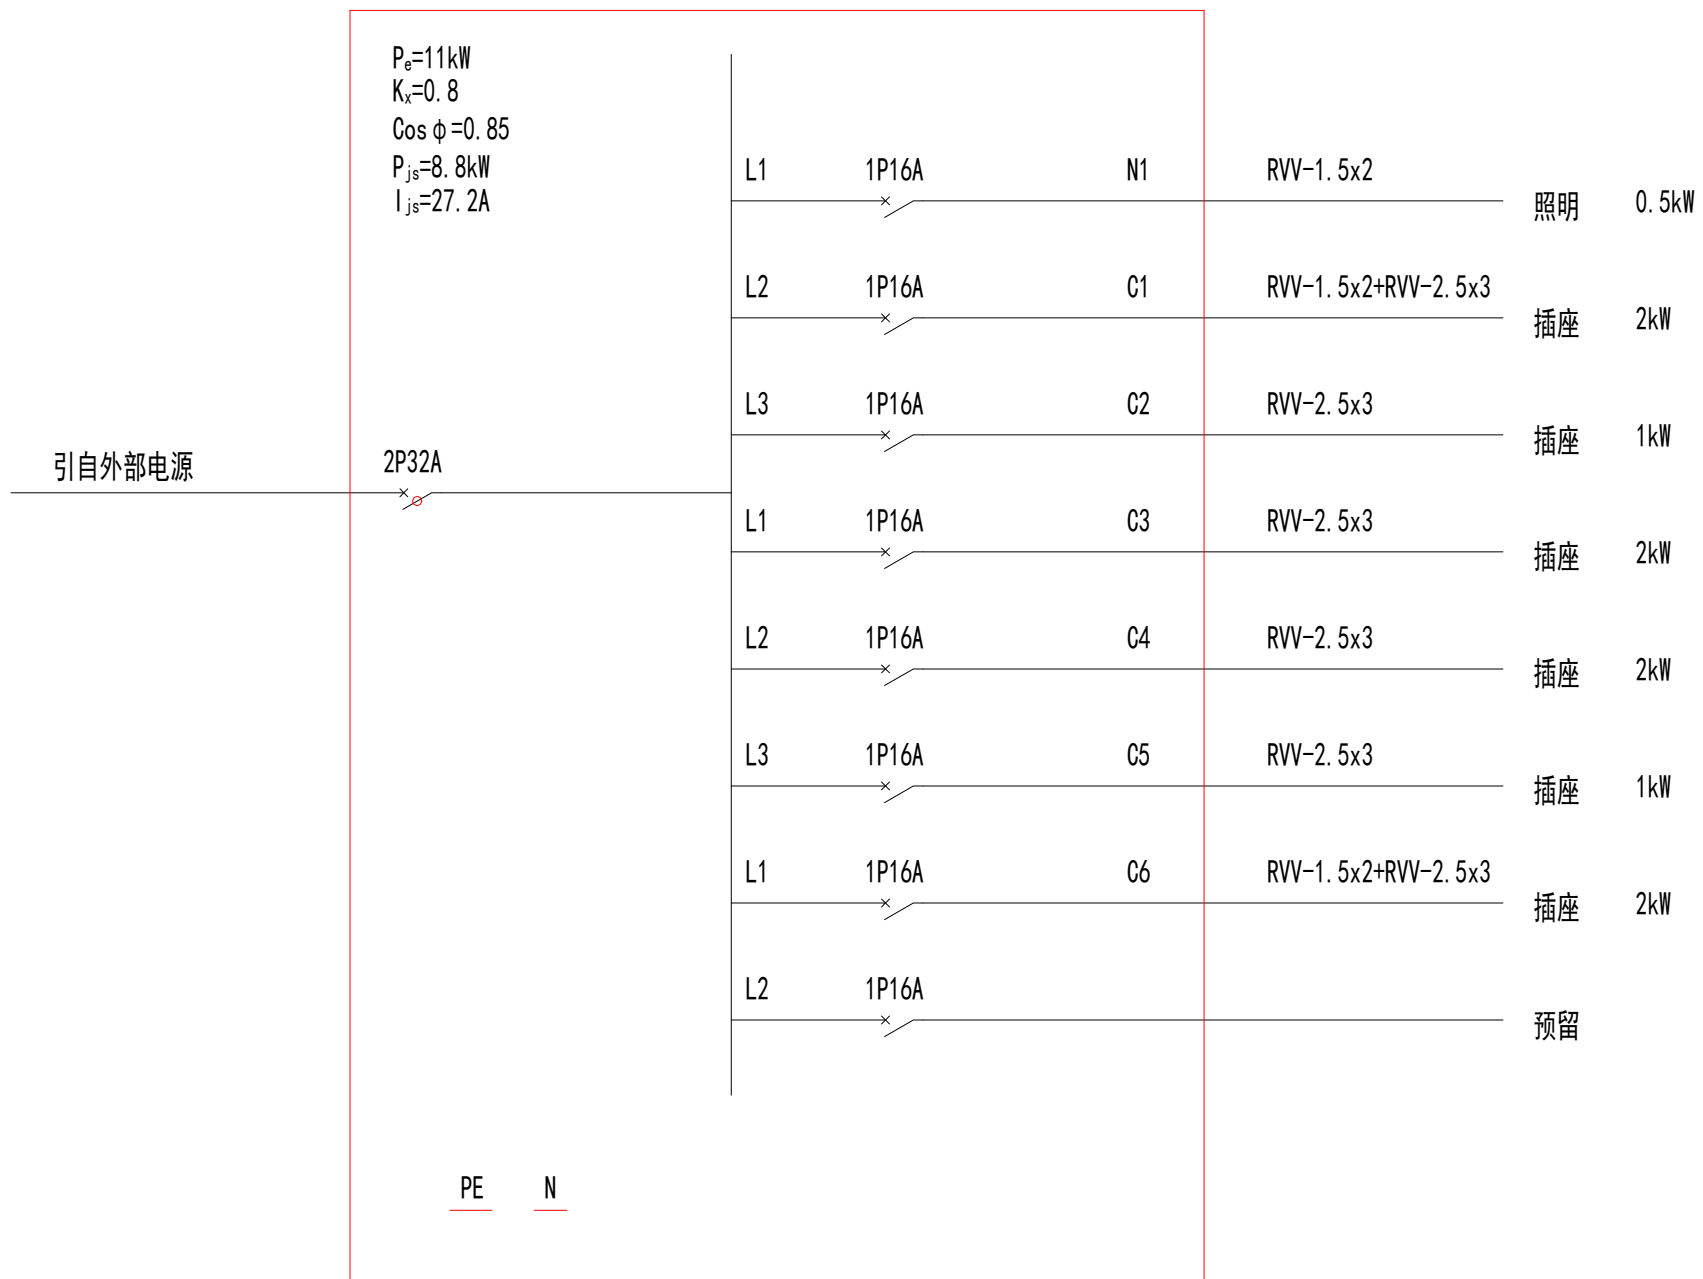 Pe=11kW
Kx=0.8
Cosφ=0.85
Pjs=8.8kW
Ijs=27.2A
L1 1P16A N1 RVV-1.5x2 照明 0.5kW
L2 1P16A C1 RVV-1.5x2+RVV-2.5x3 插座 2kW
L3 1P16A C2 RVV-2.5x3 插座 1kW
引自外部电源 2P32A
L1 1P16A C3 RVV-2.5x3 插座 2kW
L2 1P16A C4 RVV-2.5x3 插座 2kW
L3 1P16A C5 RVV-2.5x3 插座 1kW
L1 1P16A C6 RVV-1.5x2+RVV-2.5x3 插座 2kW
L2 1P16A 预留
PE N